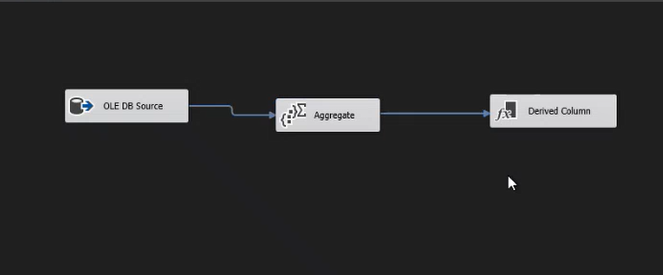 OLE DB Source
Aggregate
Derived Column